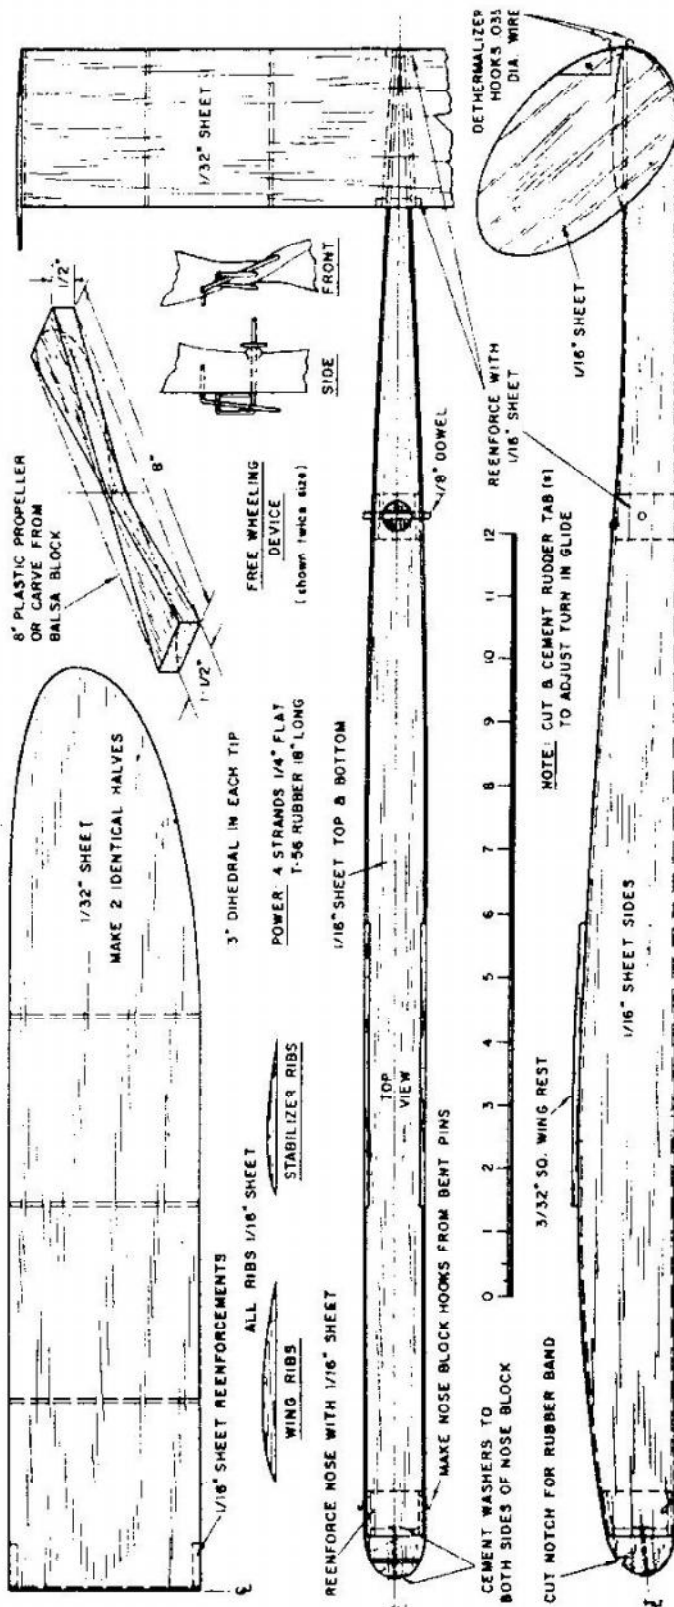 8" PLASTIC PROPELLER
OR CARVE FROM
BALSA BLOCK
1/2"
8"
1-1/2"
1/32" SHEET
MAKE 2 IDENTICAL HALVES
1/32" SHEET
SIDE
FRONT
FREE WHEELING
DEVICE
(shown twice size)
3" DIHEDRAL IN EACH TIP
POWER: 4 STRANDS 1/4" FLAT
T-56 RUBBER 18" LONG
1/16" SHEET REENFORCEMENTS
ALL RIBS 1/16" SHEET
WING RIBS
STABILIZER RIBS
REENFORCE NOSE WITH 1/16" SHEET
1/16" SHEET TOP & BOTTOM
TOP
VIEW
1/8" DOWEL
MAKE NOSE BLOCK HOOKS FROM BENT PINS
CEMENT WASHERS TO
BOTH SIDES OF NOSE BLOCK
0 1 2 3 4 5 6 7 8 9 10 11 12
REENFORCE WITH
1/16" SHEET
DETHERMALIZER
HOOKS .035
DIA. WIRE
NOTE: CUT & CEMENT RUDDER TAB (*)
TO ADJUST TURN IN GLIDE
CUT NOTCH FOR RUBBER BAND
3/32" SQ. WING REST
1/16" SHEET SIDES
1/16" SHEET